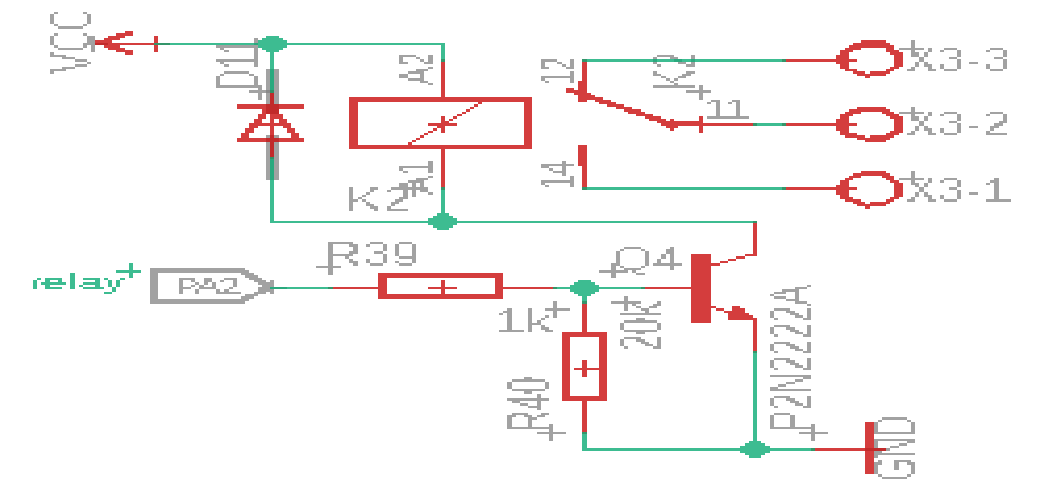 VCC
D11
A2
12
K2
11
X3-3
X3-2
14
A1
K2
X3-1
R39
Q4
relay
PA2
1k
20K
P2N2222A
R40
GND